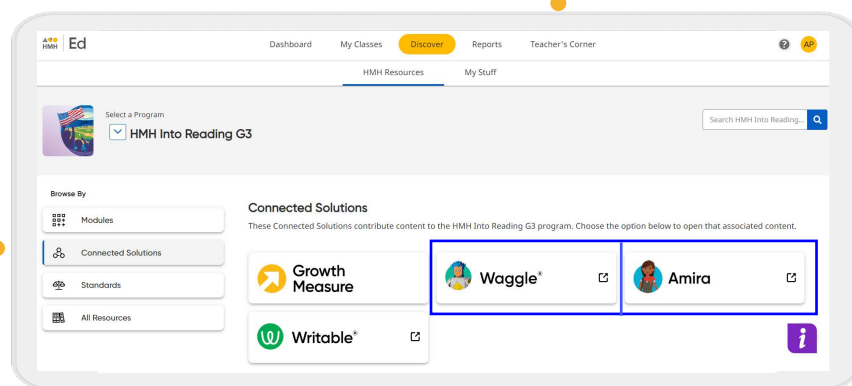 HMH Ed
Dashboard My Classes Discover Reports Teacher's Corner ? AP
HMH Resources My Stuff
Select a Program
HMH Into Reading G3
Search HMH Into Reading...
Browse By
Modules
Connected Solutions
Standards
All Resources
Connected Solutions
These Connected Solutions contribute content to the HMH Into Reading G3 program. Choose the option below to open that associated content.
Growth
Measure
Waggle®
Amira
Writable®
i